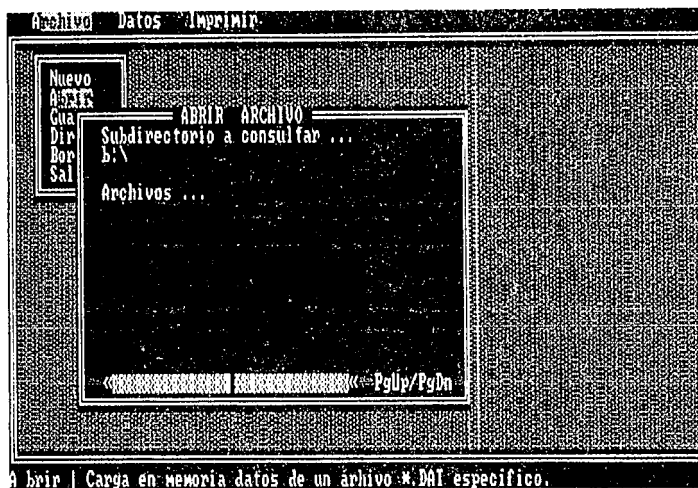 Archivo Datos Imprimir
Nuevo
Abrir
Gua
Dir
Bor
Sal
ABRIR ARCHIVO
Subdirectorio a consultar ...
b:\
Archivos ...
PgUp/PgDn
A brir | Carga en memoria datos de un arhivo *.DAT especifico.